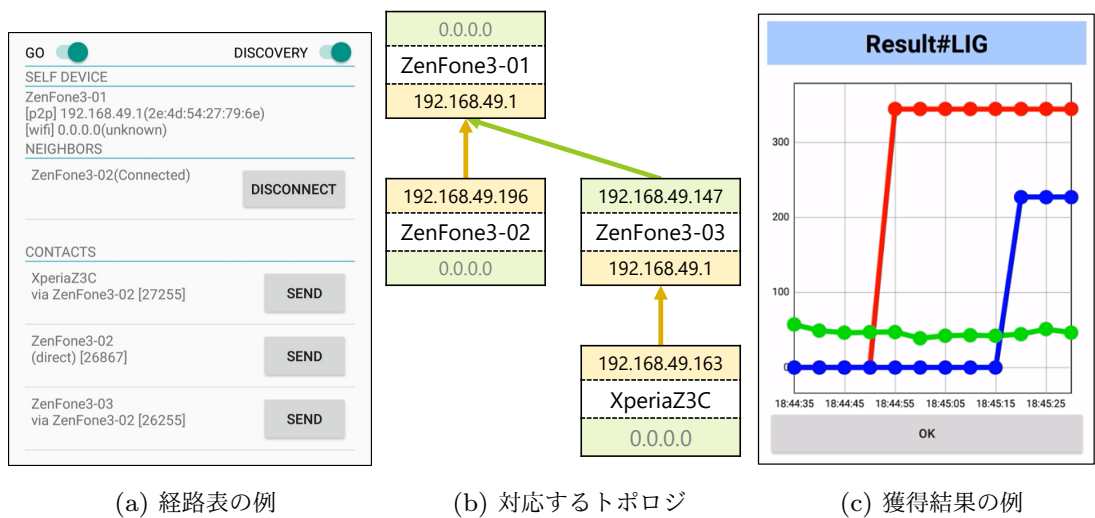 GO
DISCOVERY
SELF DEVICE
ZenFone3-01
[p2p] 192.168.49.1(2e:4d:54:27:79:6e)
[wifi] 0.0.0.0(unknown)
NEIGHBORS
ZenFone3-02(Connected)
DISCONNECT
CONTACTS
XperiaZ3C
via ZenFone3-02 [27255]
SEND
ZenFone3-02
(direct) [26867]
SEND
ZenFone3-03
via ZenFone3-02 [26255]
SEND
(a) 経路表の例
0.0.0.0
ZenFone3-01
192.168.49.1
192.168.49.196
ZenFone3-02
0.0.0.0
192.168.49.147
ZenFone3-03
192.168.49.1
192.168.49.163
XperiaZ3C
0.0.0.0
(b) 対応するトポロジ
Result#LIG
300
200
100
0
18:44:35 18:44:45 18:44:55 18:45:05 18:45:15 18:45:25
OK
(c) 獲得結果の例